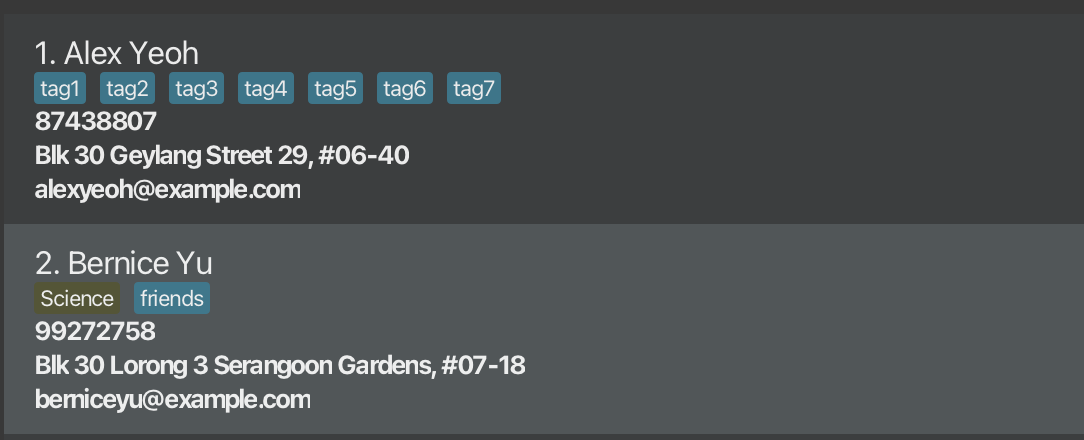 1. Alex Yeoh
tag1 tag2 tag3 tag4 tag5 tag6 tag7
87438807
Blk 30 Geylang Street 29, #06-40
alexyeoh@example.com
2. Bernice Yu
Science friends
99272758
Blk 30 Lorong 3 Serangoon Gardens, #07-18
berniceyu@example.com